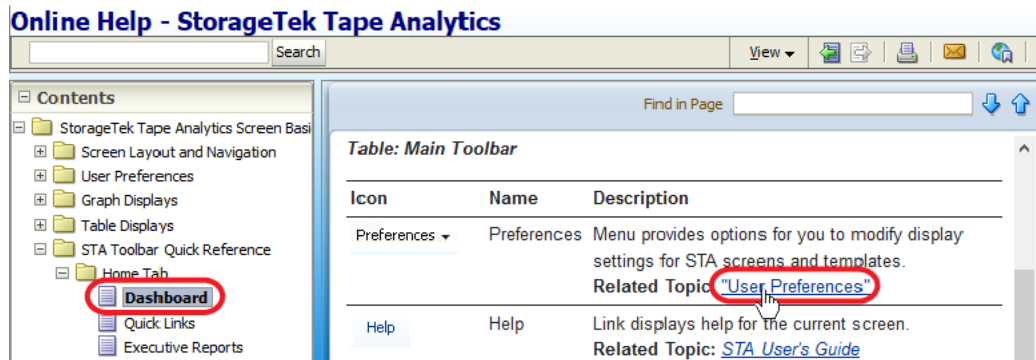 Online Help - StorageTek Tape Analytics
Search
View
Contents
StorageTek Tape Analytics Screen Basi
Screen Layout and Navigation
User Preferences
Graph Displays
Table Displays
STA Toolbar Quick Reference
Home Tab
Dashboard
Quick Links
Executive Reports
Find in Page
Table: Main Toolbar
Icon Name Description
Preferences Preferences Menu provides options for you to modify display
settings for STA screens and templates.
Related Topic: "User Preferences"
Help Help Link displays help for the current screen.
Related Topic: STA User's Guide